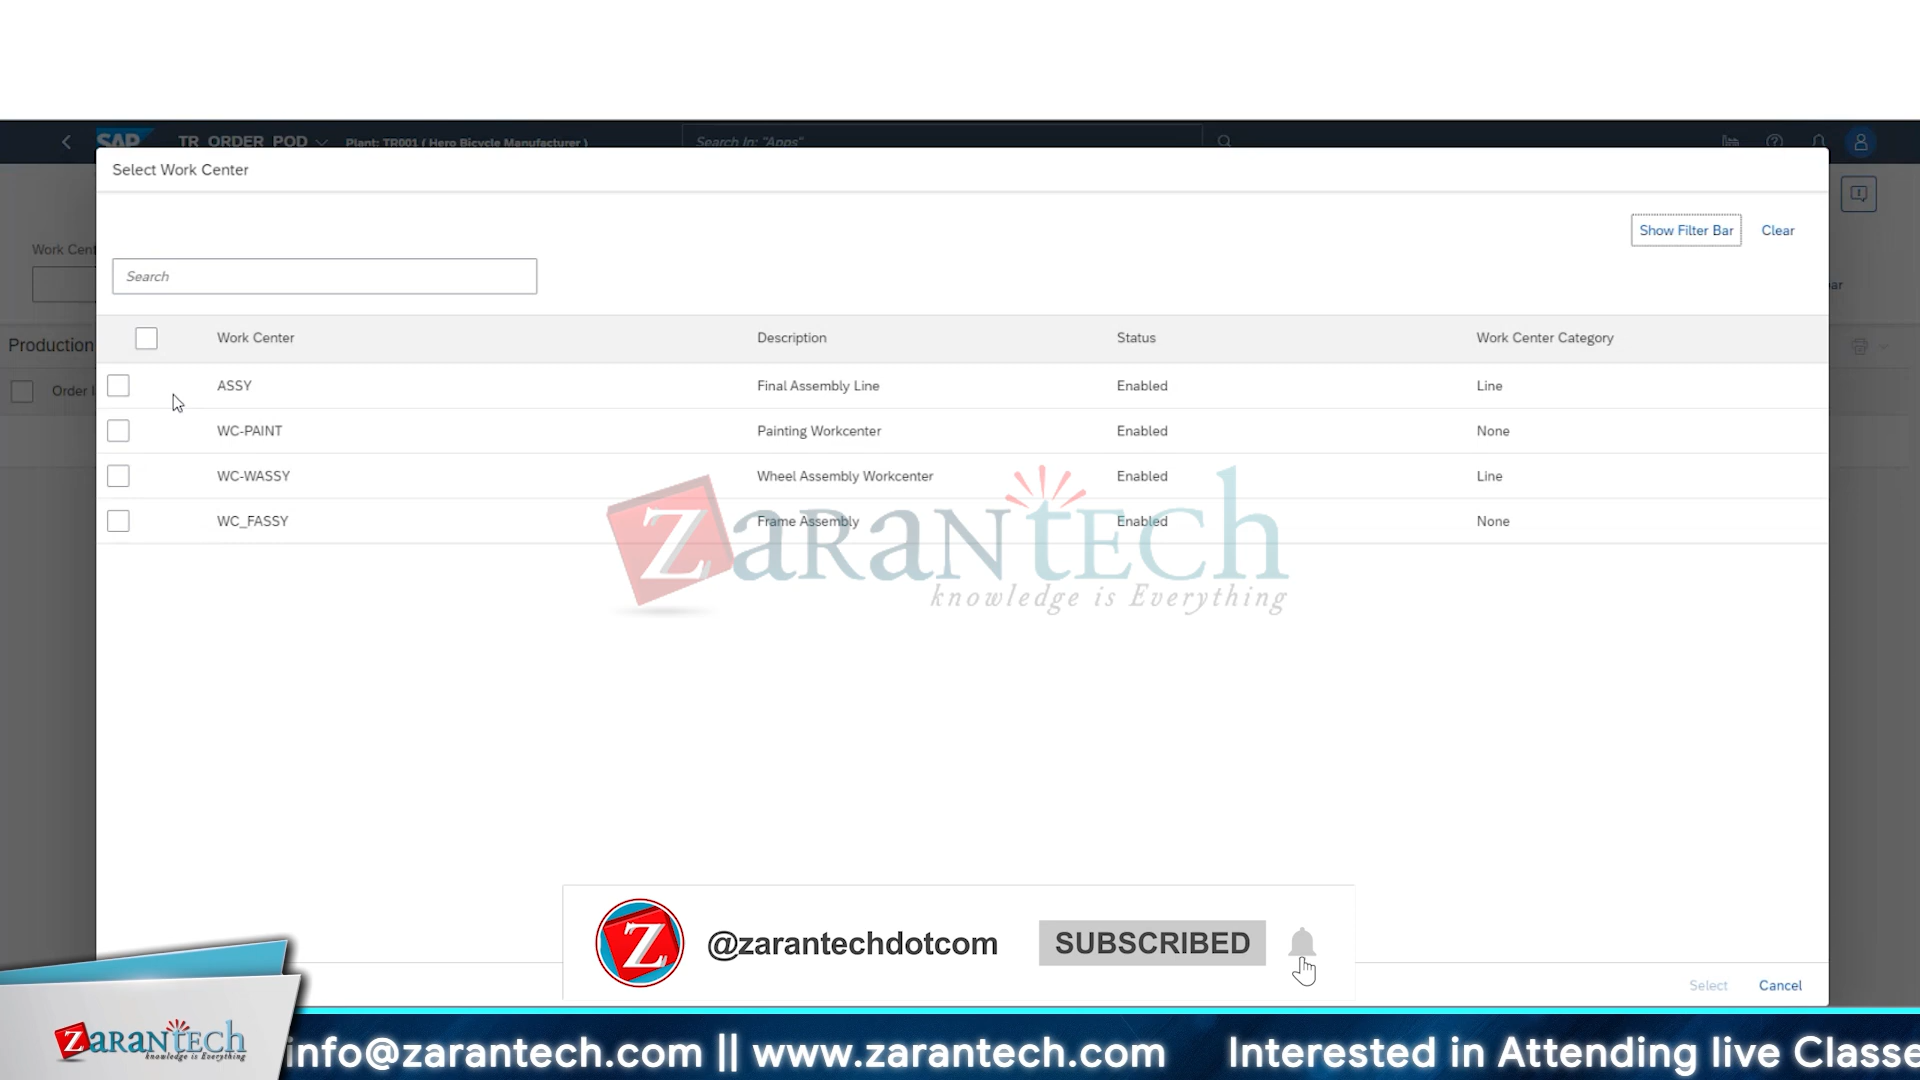 SAP TR_ORDER_POD Plant: TR001 ( Hero Bicycle Manufacturer ) Search In: "Apps"
Select Work Center
Show Filter Bar Clear
Work Cent
Search
ar
Work Center Description Status Work Center Category
Production
ASSY Final Assembly Line Enabled Line
Order
WC-PAINT Painting Workcenter Enabled None
WC-WASSY Wheel Assembly Workcenter Enabled Line
WC_FASSY Frame Assembly Enabled None
ZaranTech
knowledge is Everything
Z @zarantechdotcom SUBSCRIBED
Select Cancel
ZaranTech
knowledge is Everything
info@zarantech.com || www.zarantech.com Interested in Attending live Classe